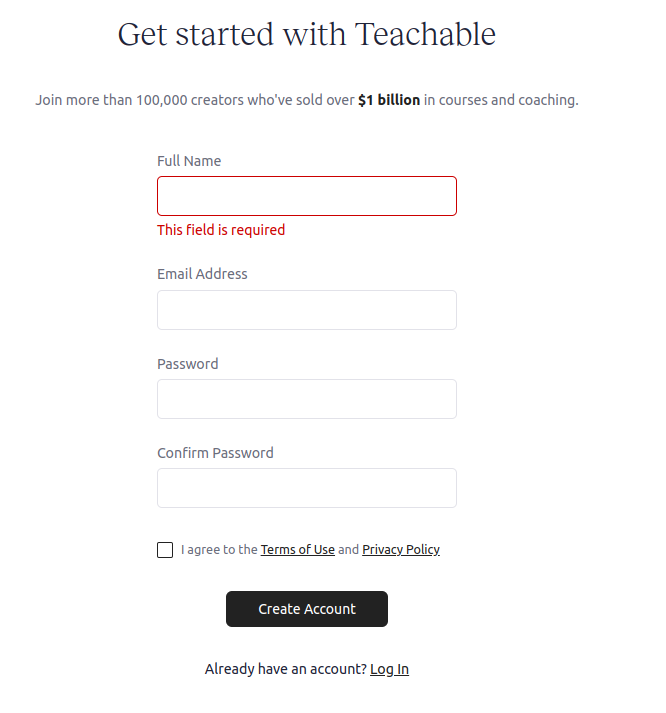 Get started with Teachable
Join more than 100,000 creators who've sold over $1 billion in courses and coaching.
Full Name
This field is required
Email Address
Password
Confirm Password
I agree to the Terms of Use and Privacy Policy
Create Account
Already have an account? Log In